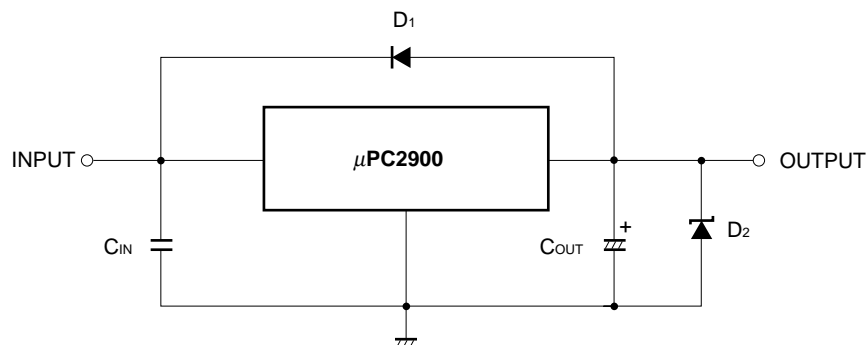 D1
INPUT
μPC2900
OUTPUT
CIN
COUT
+
D2